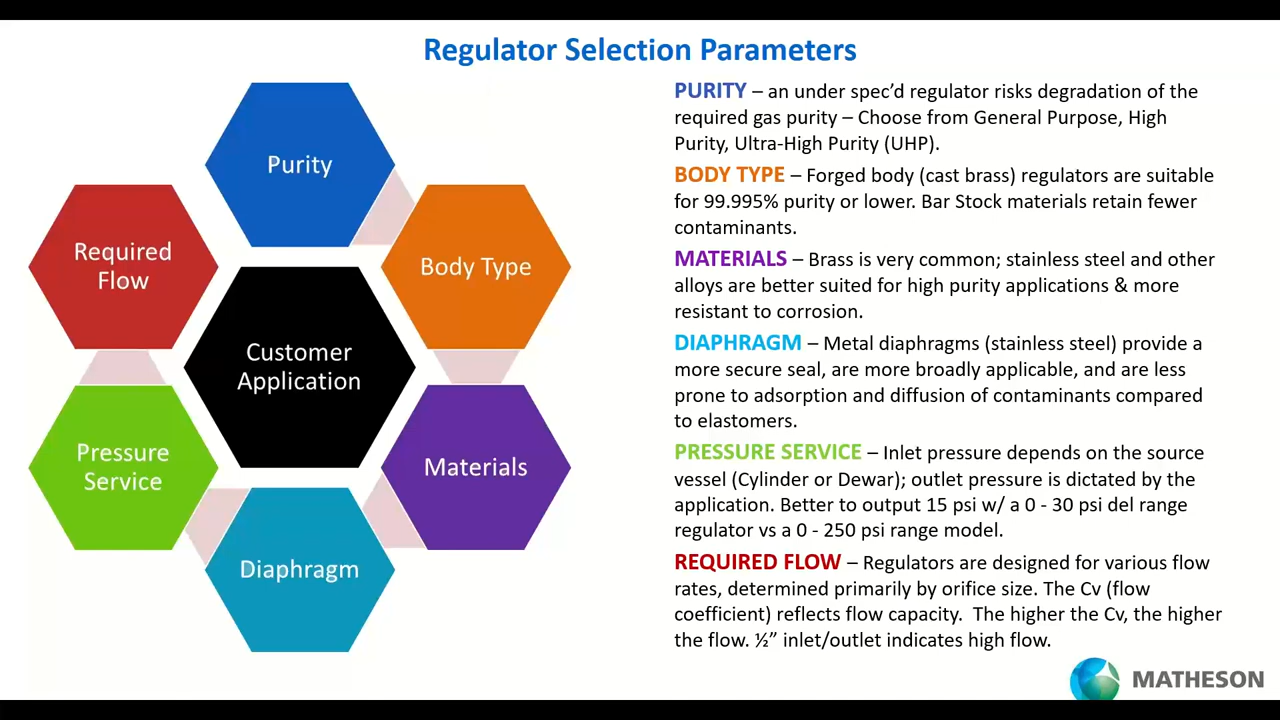 Regulator Selection Parameters
Purity
Required
Flow
Body Type
Customer
Application
Pressure
Service
Materials
Diaphragm
PURITY – an under spec’d regulator risks degradation of the
required gas purity – Choose from General Purpose, High
Purity, Ultra-High Purity (UHP).
BODY TYPE – Forged body (cast brass) regulators are suitable
for 99.995% purity or lower. Bar Stock materials retain fewer
contaminants.
MATERIALS – Brass is very common; stainless steel and other
alloys are better suited for high purity applications & more
resistant to corrosion.
DIAPHRAGM – Metal diaphragms (stainless steel) provide a
more secure seal, are more broadly applicable, and are less
prone to adsorption and diffusion of contaminants compared
to elastomers.
PRESSURE SERVICE – Inlet pressure depends on the source
vessel (Cylinder or Dewar); outlet pressure is dictated by the
application. Better to output 15 psi w/ a 0 - 30 psi del range
regulator vs a 0 - 250 psi range model.
REQUIRED FLOW – Regulators are designed for various flow
rates, determined primarily by orifice size. The Cv (flow
coefficient) reflects flow capacity.  The higher the Cv, the higher
the flow. ½” inlet/outlet indicates high flow.
MATHESON